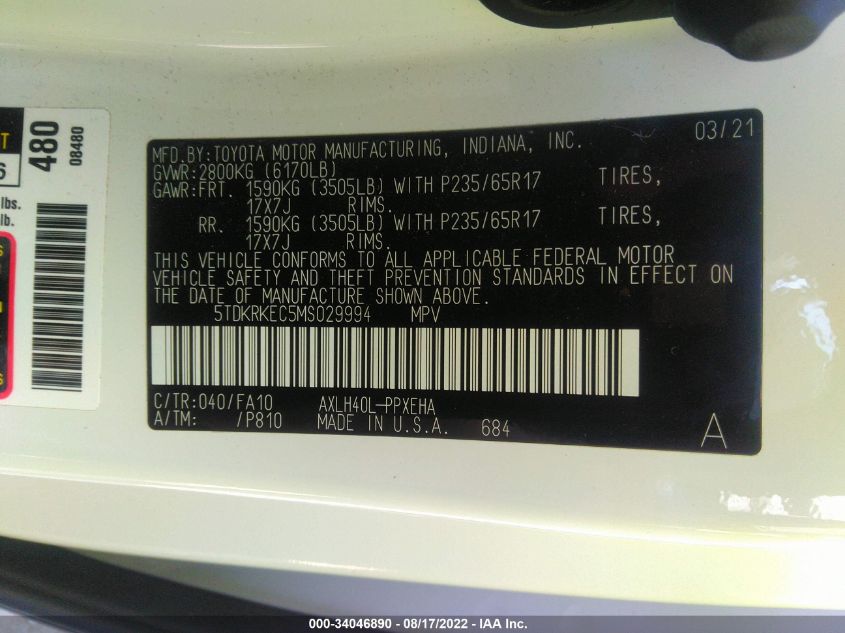 T
6
lbs.
lb.
480
08480
03/21
MFD.BY:TOYOTA MOTOR MANUFACTURING, INDIANA, INC.
GVWR:2800KG (6170LB)
GAWR:FRT. 1590KG (3505LB) WITH P235/65R17 TIRES,
17X7J RIMS.
RR. 1590KG (3505LB) WITH P235/65R17 TIRES,
17X7J RIMS.
THIS VEHICLE CONFORMS TO ALL APPLICABLE FEDERAL MOTOR
VEHICLE SAFETY AND THEFT PREVENTION STANDARDS IN EFFECT ON
THE DATE OF MANUFACTURE SHOWN ABOVE.
5TDKRKEC5MS029994 MPV
C/TR:040/FA10 AXLH40L-PPXEHA
A/TM: /P810 MADE IN U.S.A. 684
A
000-34046890 - 08/17/2022 - IAA Inc.